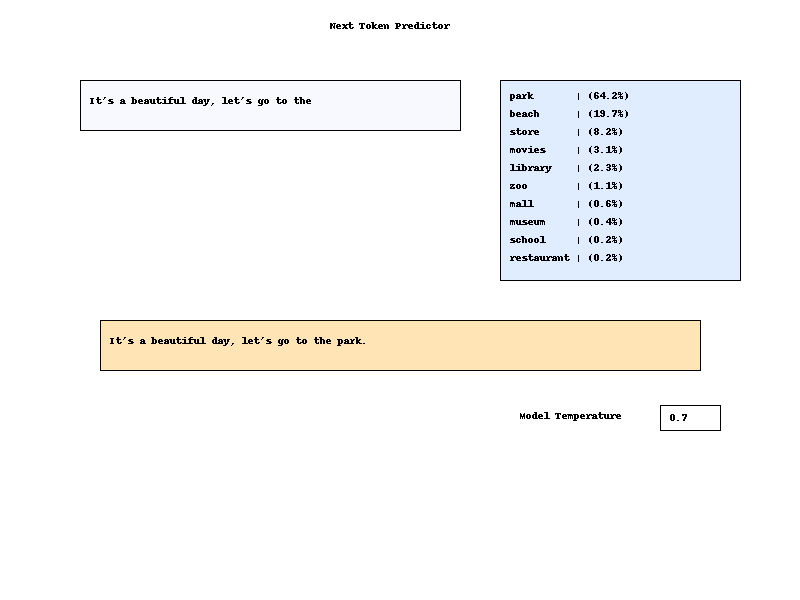 Next Token Predictor
It's a beautiful day, let's go to the
park | (64.2%)
beach | (19.7%)
store | (8.2%)
movies | (3.1%)
library | (2.3%)
zoo | (1.1%)
mall | (0.6%)
museum | (0.4%)
school | (0.2%)
restaurant | (0.2%)
It's a beautiful day, let's go to the park.
Model Temperature 0.7